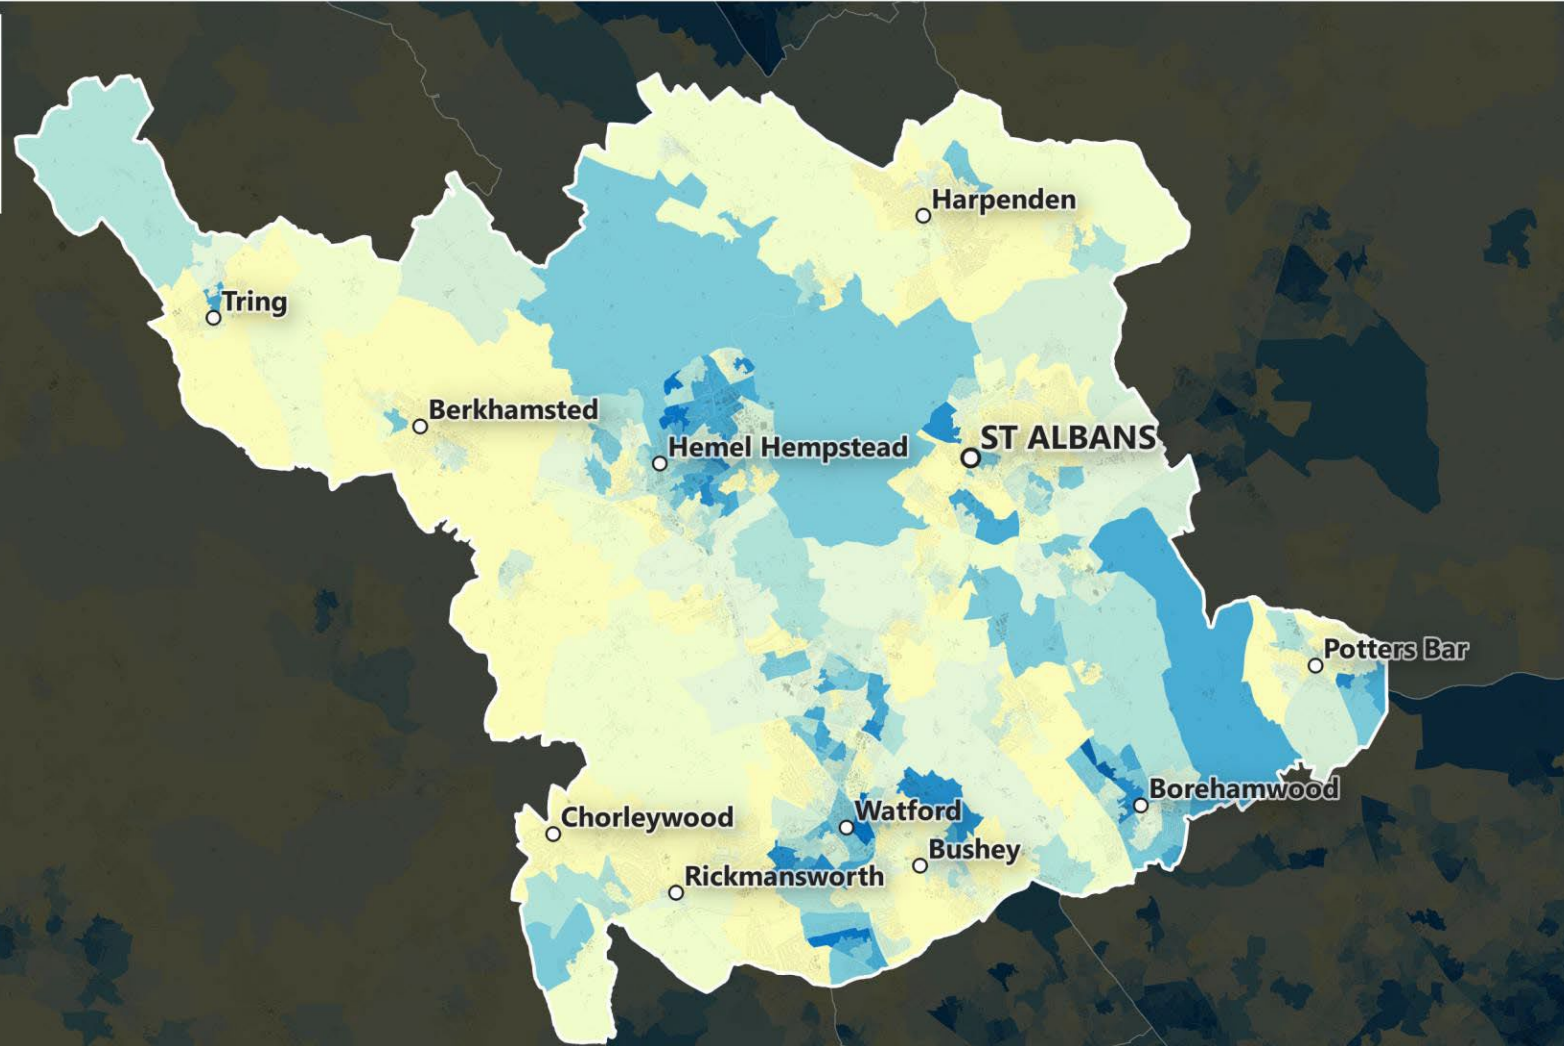 Harpenden
Tring
Berkhamsted
ST ALBANS
Hemel Hempstead
Potters Bar
Borehamwood
Chorleywood
Watford
Bushey
Rickmansworth